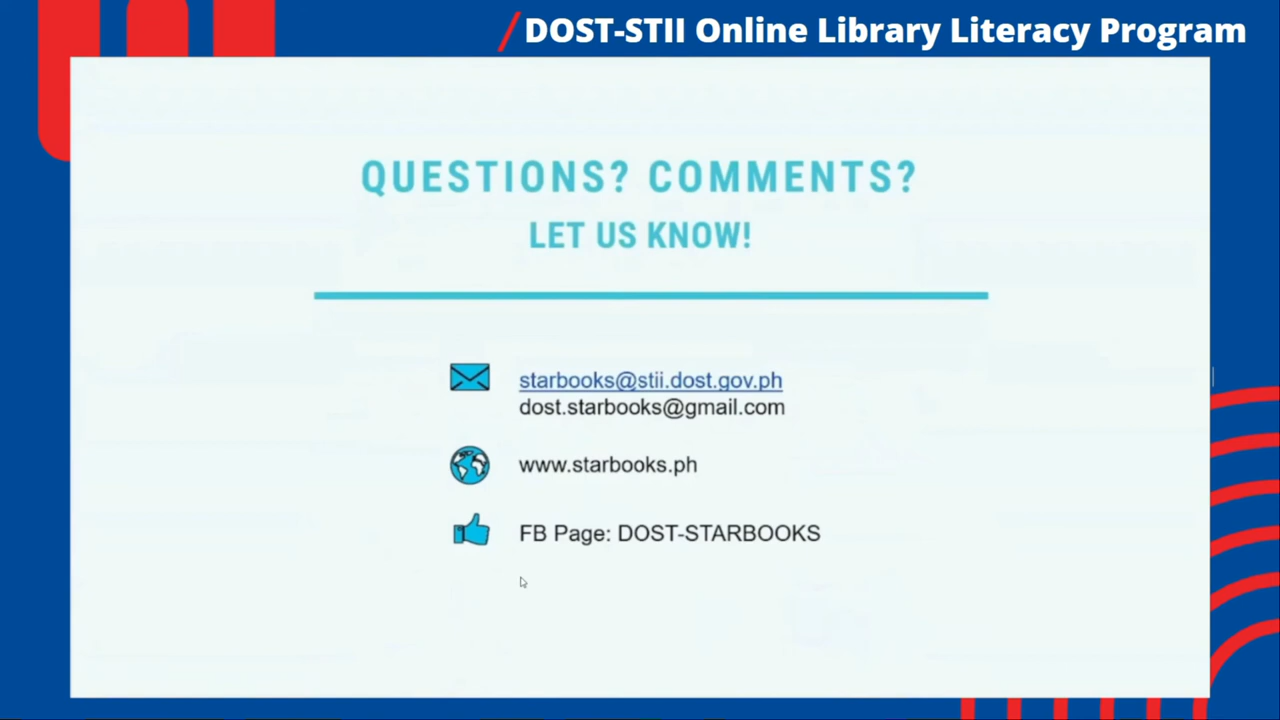 DOST-STII Online Library Literacy Program
QUESTIONS? COMMENTS?
LET US KNOW!
starbooks@stii.dost.gov.ph
dost.starbooks@gmail.com
www.starbooks.ph
FB Page: DOST-STARBOOKS